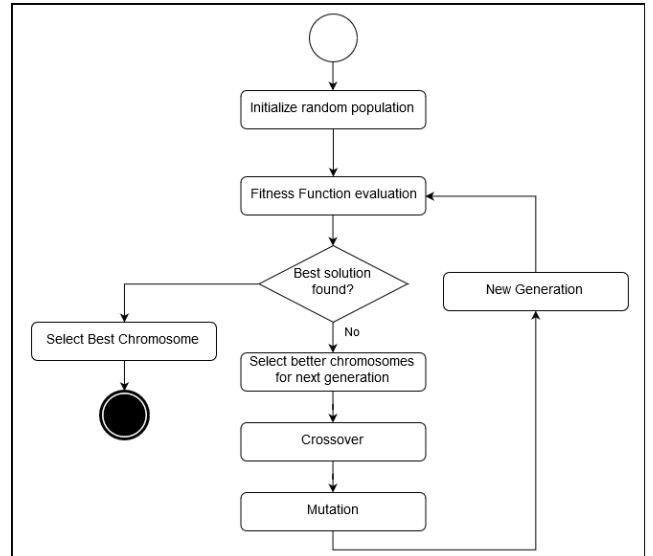 Initialize random population
Fitness Function evaluation
Best solution
found?
New Generation
Select Best Chromosome
No
Select better chromosomes
for next generation
Crossover
Mutation